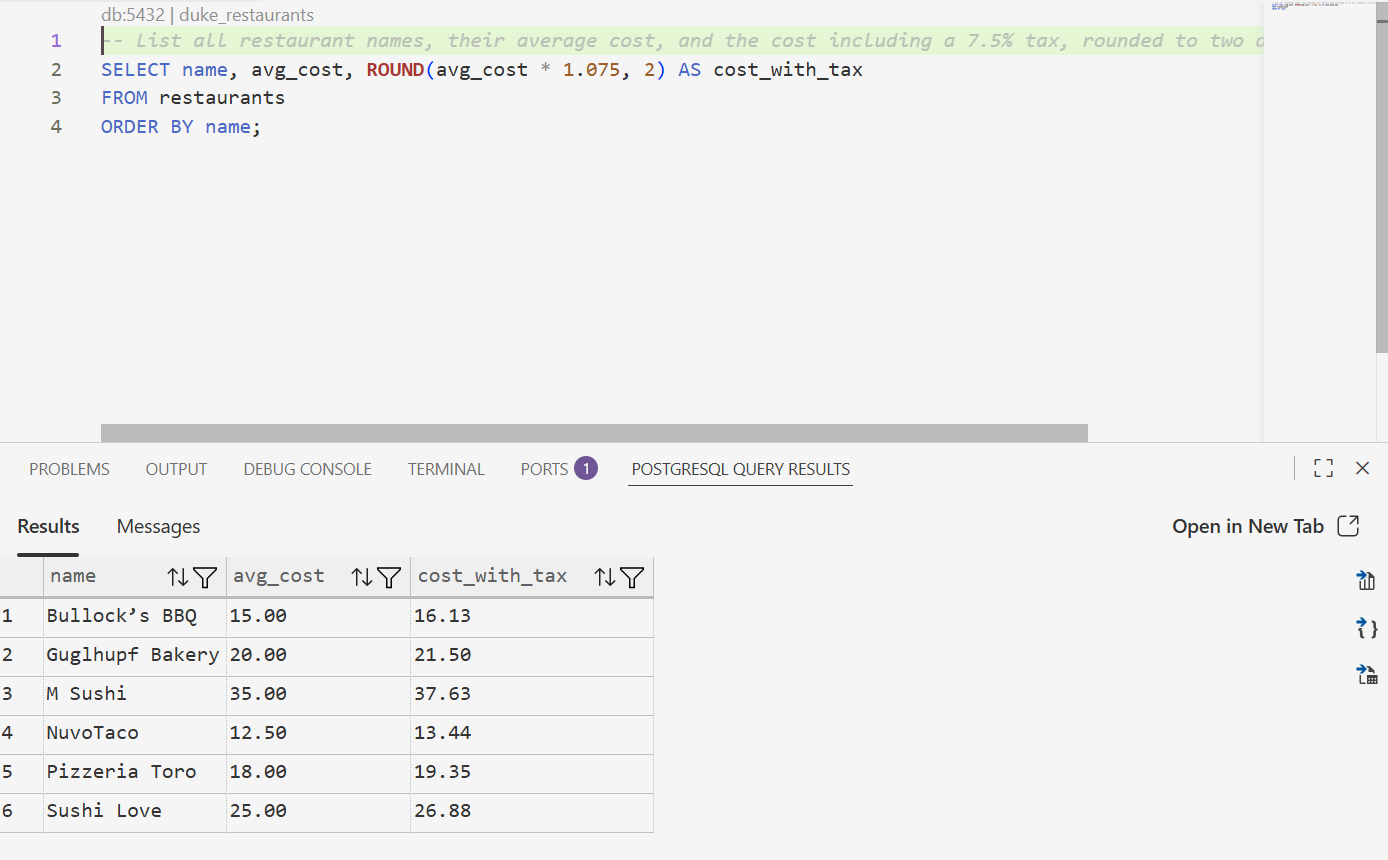 db:5432 | duke_restaurants
1 -- List all restaurant names, their average cost, and the cost including a 7.5% tax, rounded to two
2 SELECT name, avg_cost, ROUND(avg_cost * 1.075, 2) AS cost_with_tax
3 FROM restaurants
4 ORDER BY name;
PROBLEMS OUTPUT DEBUG CONSOLE TERMINAL PORTS 1 POSTGRESQL QUERY RESULTS
Results Messages Open in New Tab
name avg_cost cost_with_tax
1 Bullock’s BBQ 15.00 16.13
2 Guglhupf Bakery 20.00 21.50
3 M Sushi 35.00 37.63
4 NuvoTaco 12.50 13.44
5 Pizzeria Toro 18.00 19.35
6 Sushi Love 25.00 26.88